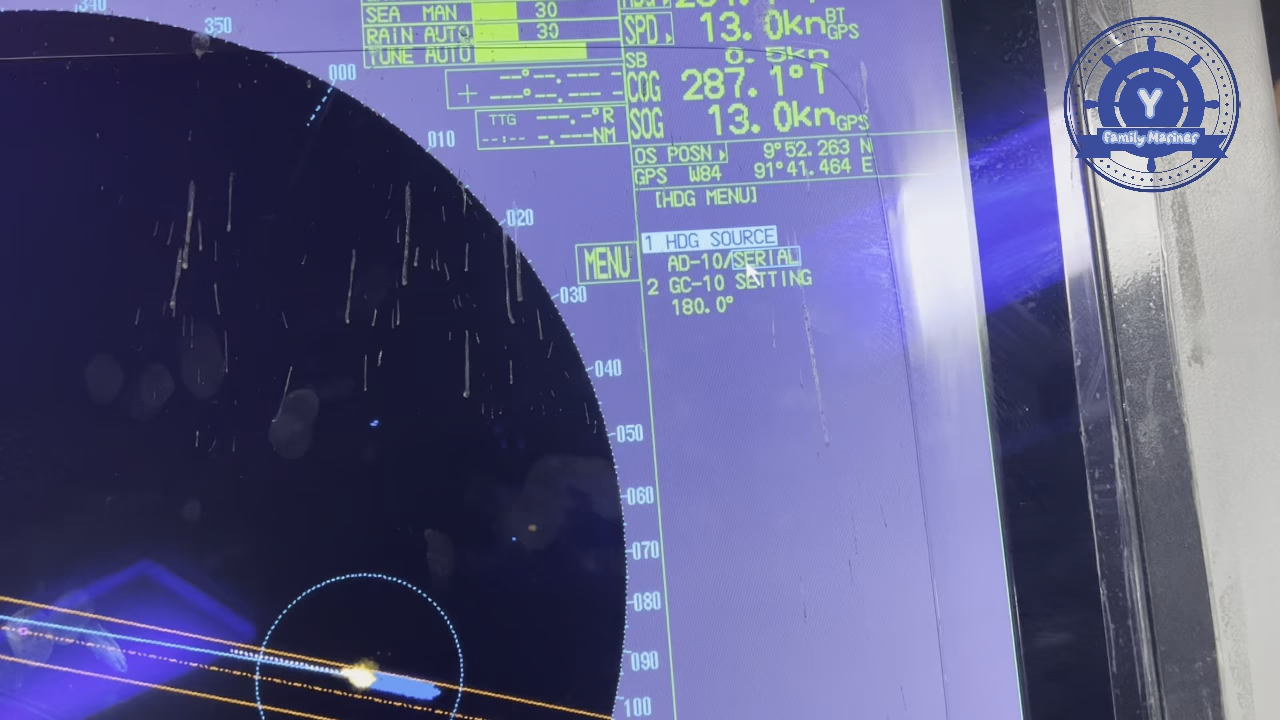 340
350
000
010
020
030
040
050
060
070
080
090
100
SEA MAN 30
RAIN AUTO 30
TUNE AUTO
+ ---°--.--- -
---°--.--- -
TTG ---.-°R
--:-- -.---NM
SPD 13.0kn BT GPS
SB 0.5kn
COG 287.1°T
SOG 13.0kn GPS
OS POSN 9°52.263 N
GPS W84 91°41.464 E
[HDG MENU]
MENU
1 HDG SOURCE
AD-10/SERIAL
2 GC-10 SETTING
180.0°
Y
family Mariner